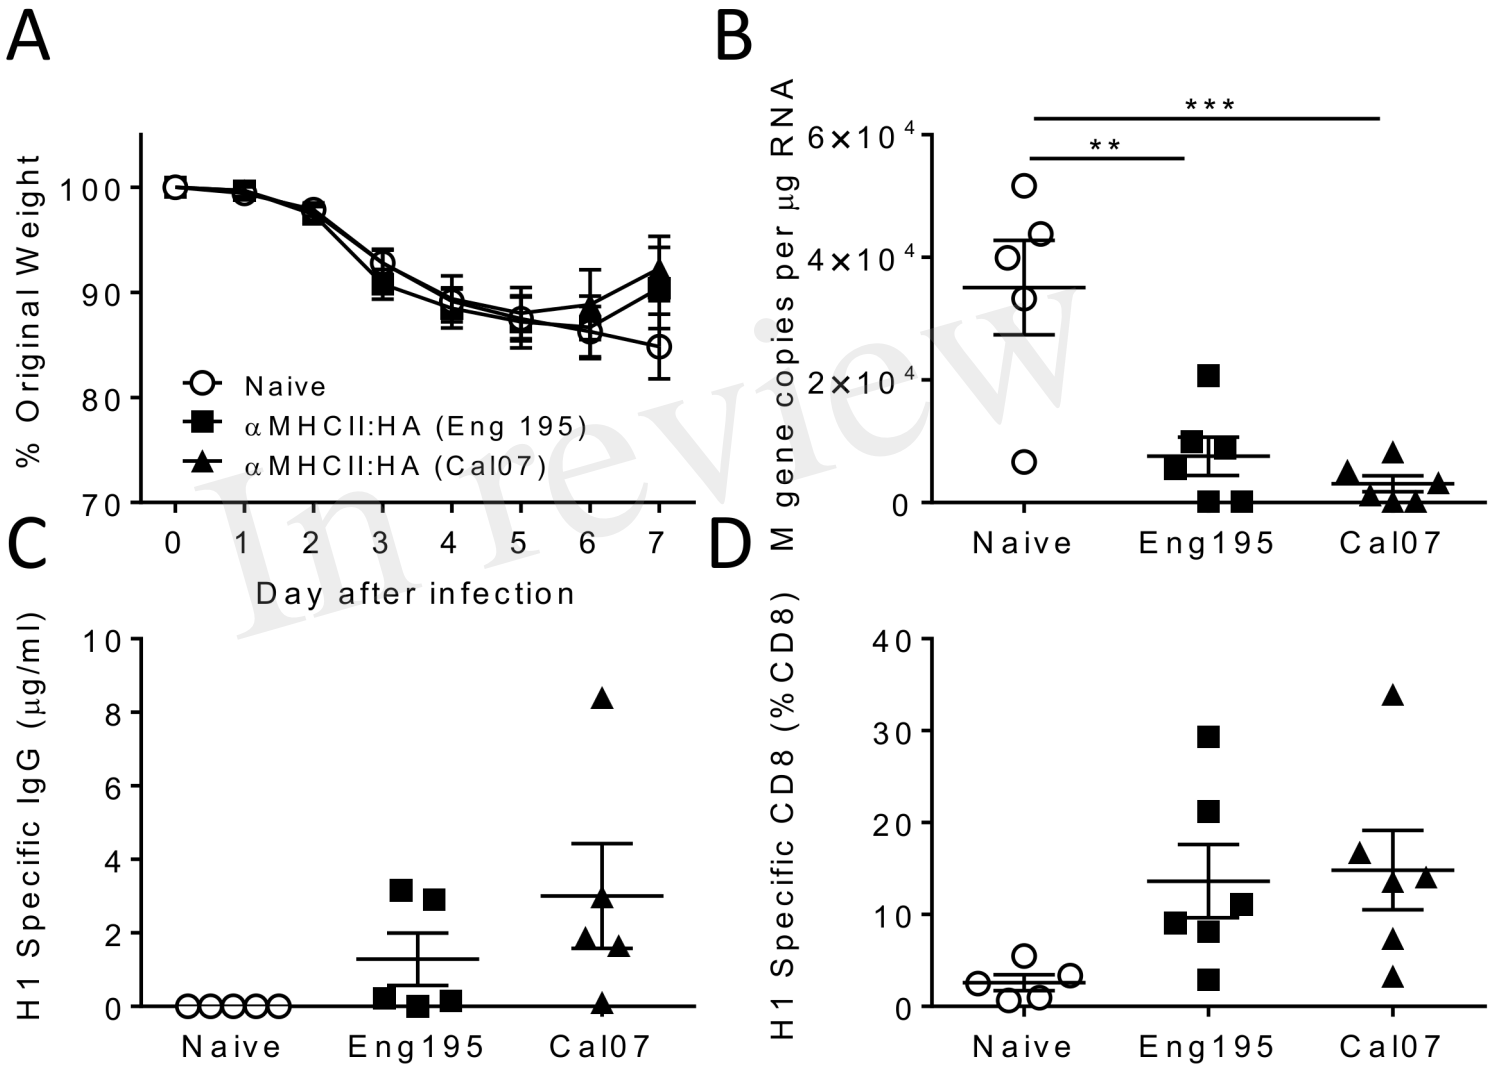 A
% Original Weight
100
90
80
70
Naive
αMHCII:HA (Eng 195)
αMHCII:HA (Cal07)
0 1 2 3 4 5 6 7
Day after infection
B
M gene copies per µg RNA
6×10⁴
4×10⁴
2×10⁴
0
***
**
Naive Eng195 Cal07
C
H1 Specific IgG (µg/ml)
10
8
6
4
2
0
Naive Eng195 Cal07
D
H1 Specific CD8 (%CD8)
40
30
20
10
0
Naive Eng195 Cal07
In review